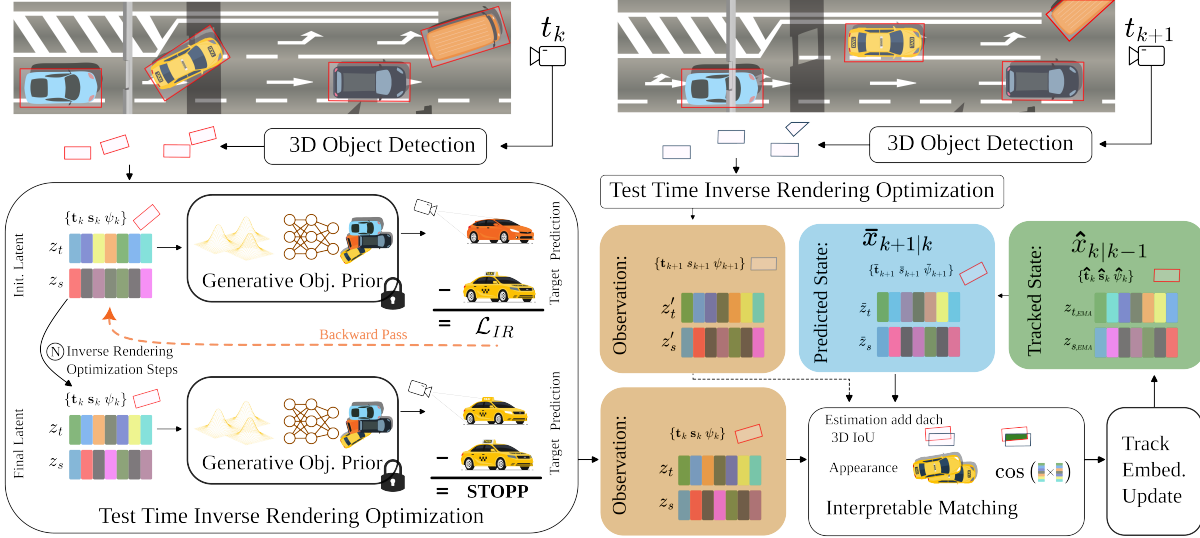 t_k
3D Object Detection
Init. Latent
{t_k s_k ψ_k}
z_t
z_s
Generative Obj. Prior
Prediction
Target
−
= 𝓛_IR
Backward Pass
N Inverse Rendering
Optimization Steps
Final Latent
{t_k s_k ψ_k}
z_t
z_s
Generative Obj. Prior
Prediction
Target
−
= STOPP
Test Time Inverse Rendering Optimization
t_{k+1}
3D Object Detection
Test Time Inverse Rendering Optimization
Observation:
{t_{k+1} s_{k+1} ψ_{k+1}}
z'_t
z'_s
Predicted State:
x̄_{k+1|k}
{t̄_{k+1} s_{k+1} ψ̄_{k+1}}
z̄_t
z̄_s
Tracked State:
x̂_{k|k−1}
{t̂_k ŝ_k ψ̂_k}
z_{t,EMA}
z_{s,EMA}
Observation:
{t_k s_k ψ_k}
z_t
z_s
Estimation add dach
3D IoU
Appearance
cos ( × )
Interpretable Matching
Track
Embed.
Update